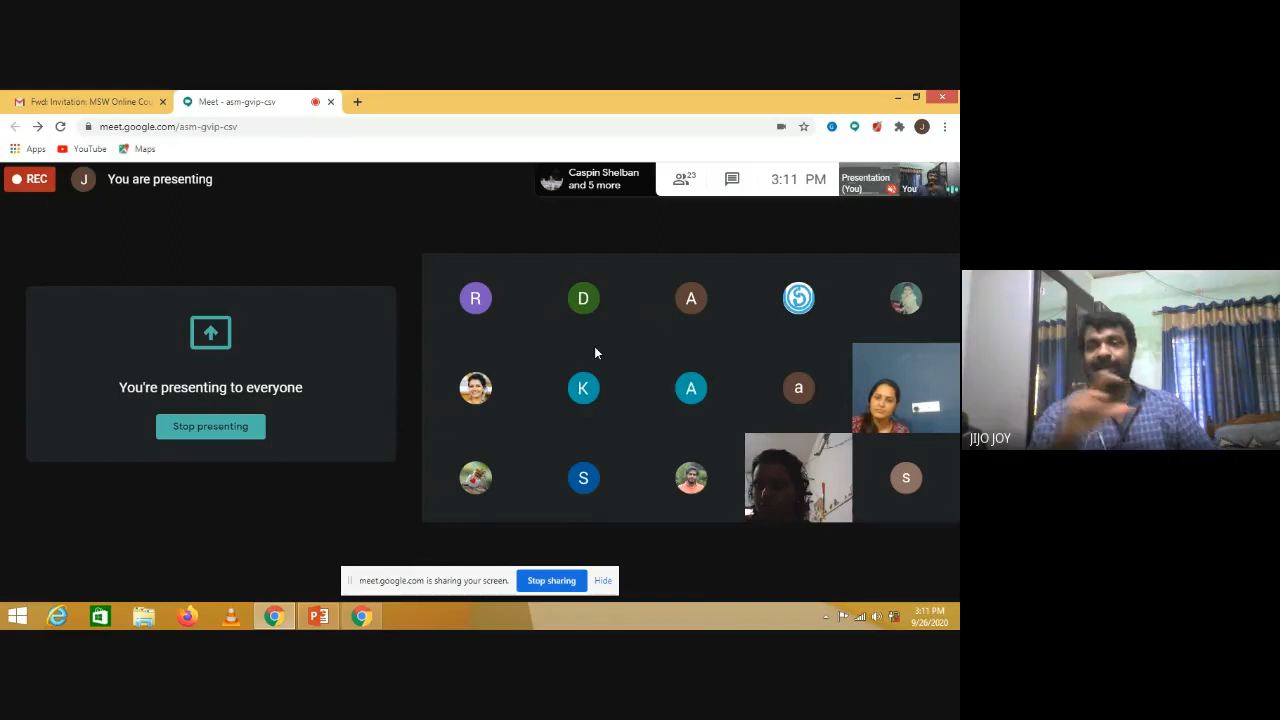 Fwd: Invitation: MSW Online Cou
Meet - asm-gvip-csv
meet.google.com/asm-gvip-csv
J
Apps
YouTube
Maps
REC
J
You are presenting
Caspin Shelban
and 5 more
23
3:11 PM
Presentation
(You)
You
R
D
A
You're presenting to everyone
Stop presenting
K
A
a
S
s
JIJO JOY
meet.google.com is sharing your screen.
Stop sharing
Hide
3:11 PM
9/26/2020